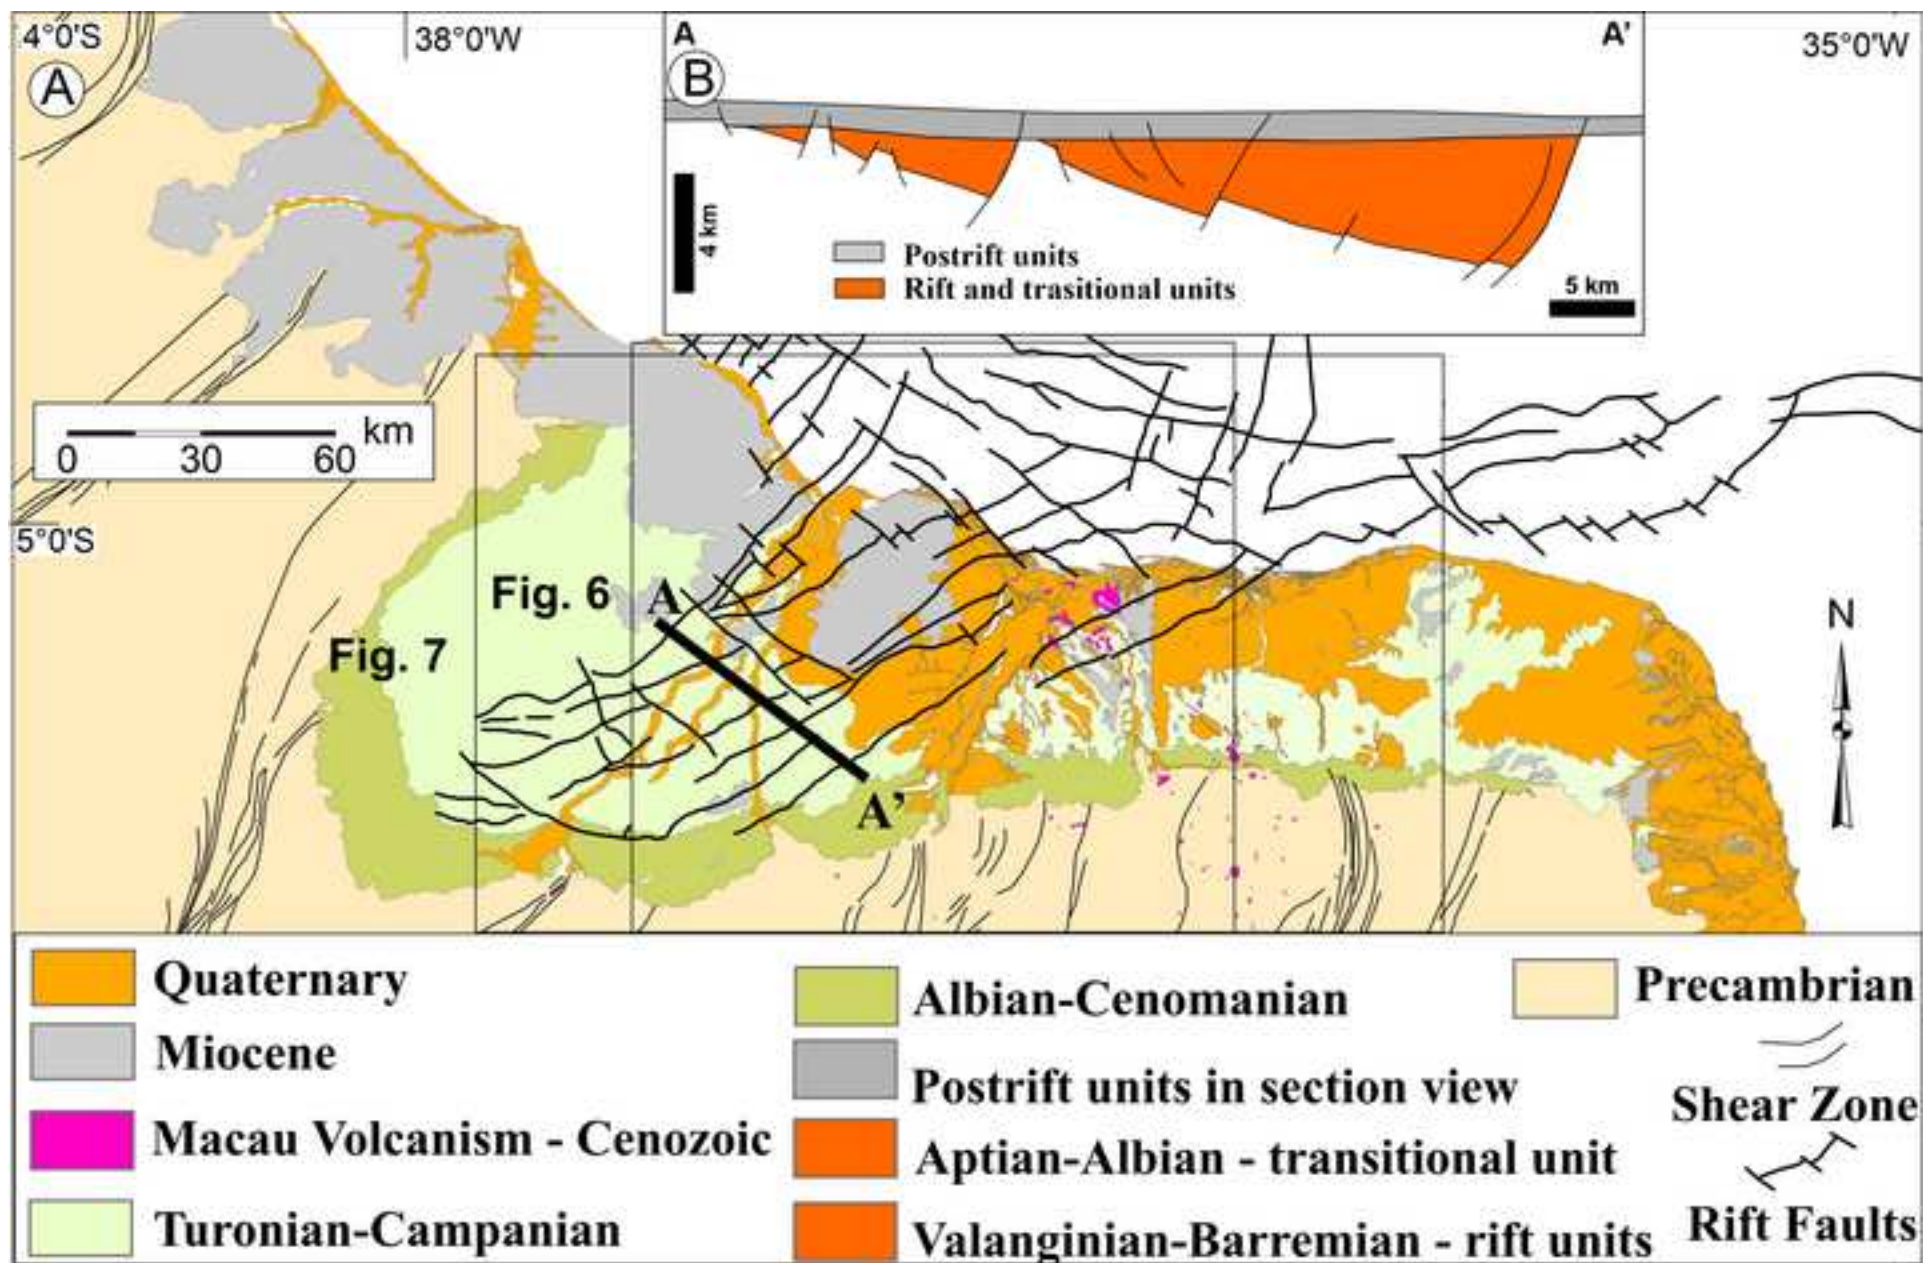 4°0'S
38°0'W
35°0'W
A
A
A'
B
4 km
Postrift units
Rift and trasitional units
5 km
km
0 30 60
5°0'S
Fig. 6
A
Fig. 7
A'
N
Quaternary
Miocene
Macau Volcanism - Cenozoic
Turonian-Campanian
Albian-Cenomanian
Postrift units in section view
Aptian-Albian - transitional unit
Valanginian-Barremian - rift units
Precambrian
Shear Zone
Rift Faults